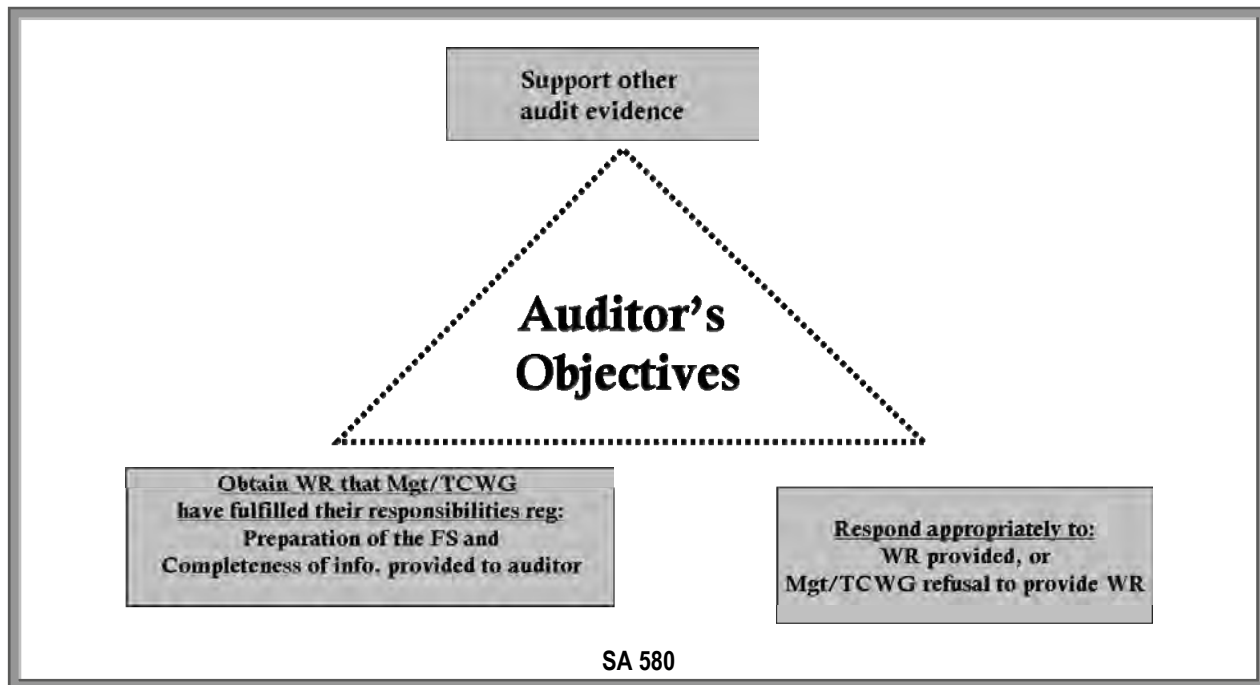 Support other
audit evidence
Auditor's
Objectives
Obtain WR that Mgt/TCWG
have fulfilled their responsibilities reg:
Preparation of the FS and
Completeness of info. provided to auditor
Respond appropriately to:
WR provided, or
Mgt/TCWG refusal to provide WR
SA 580